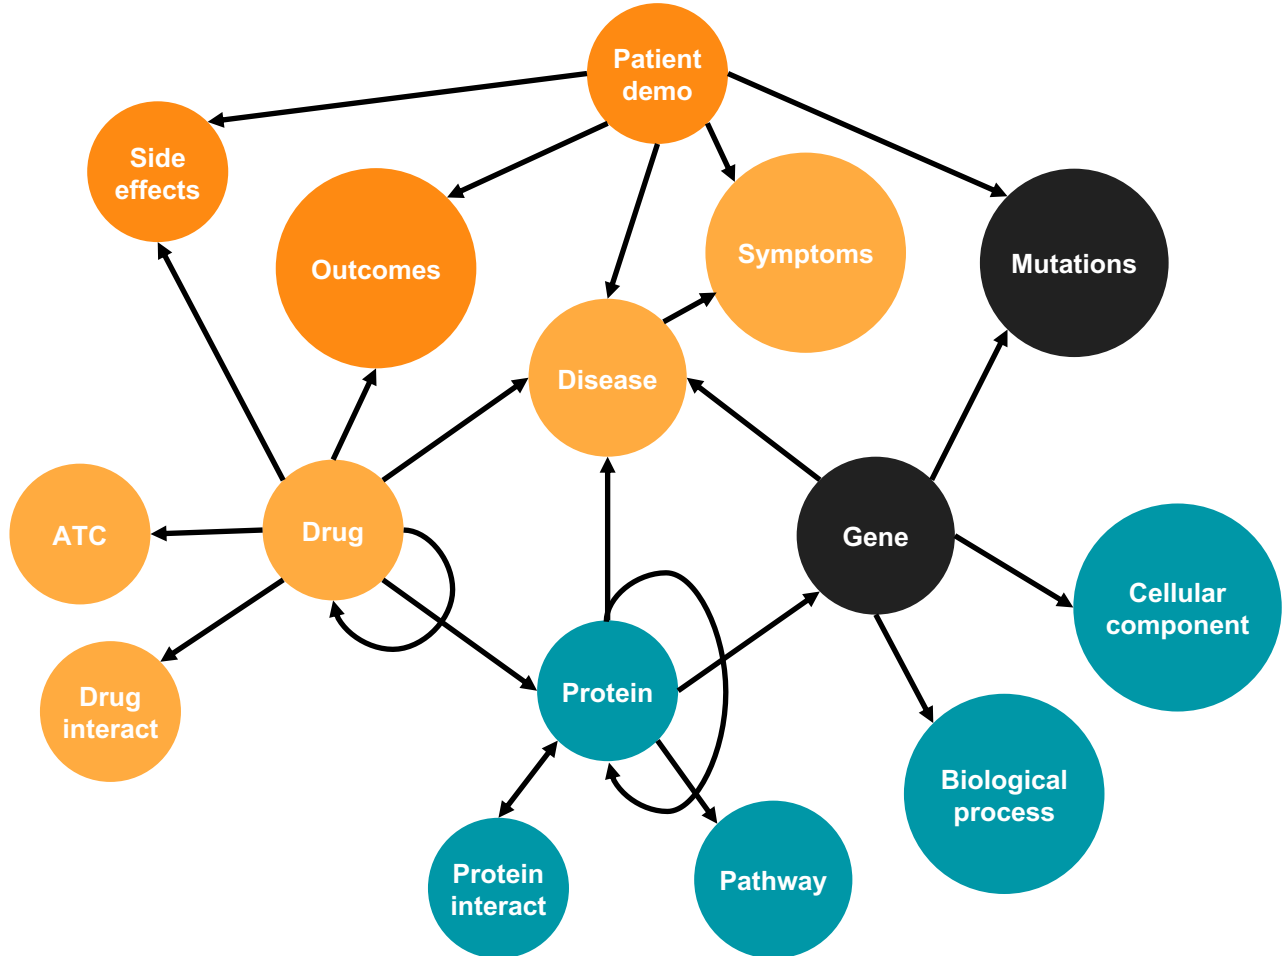 Patient
demo
Side
effects
Outcomes
Symptoms
Mutations
Disease
ATC
Drug
Gene
Cellular
component
Drug
interact
Protein
Biological
process
Protein
interact
Pathway